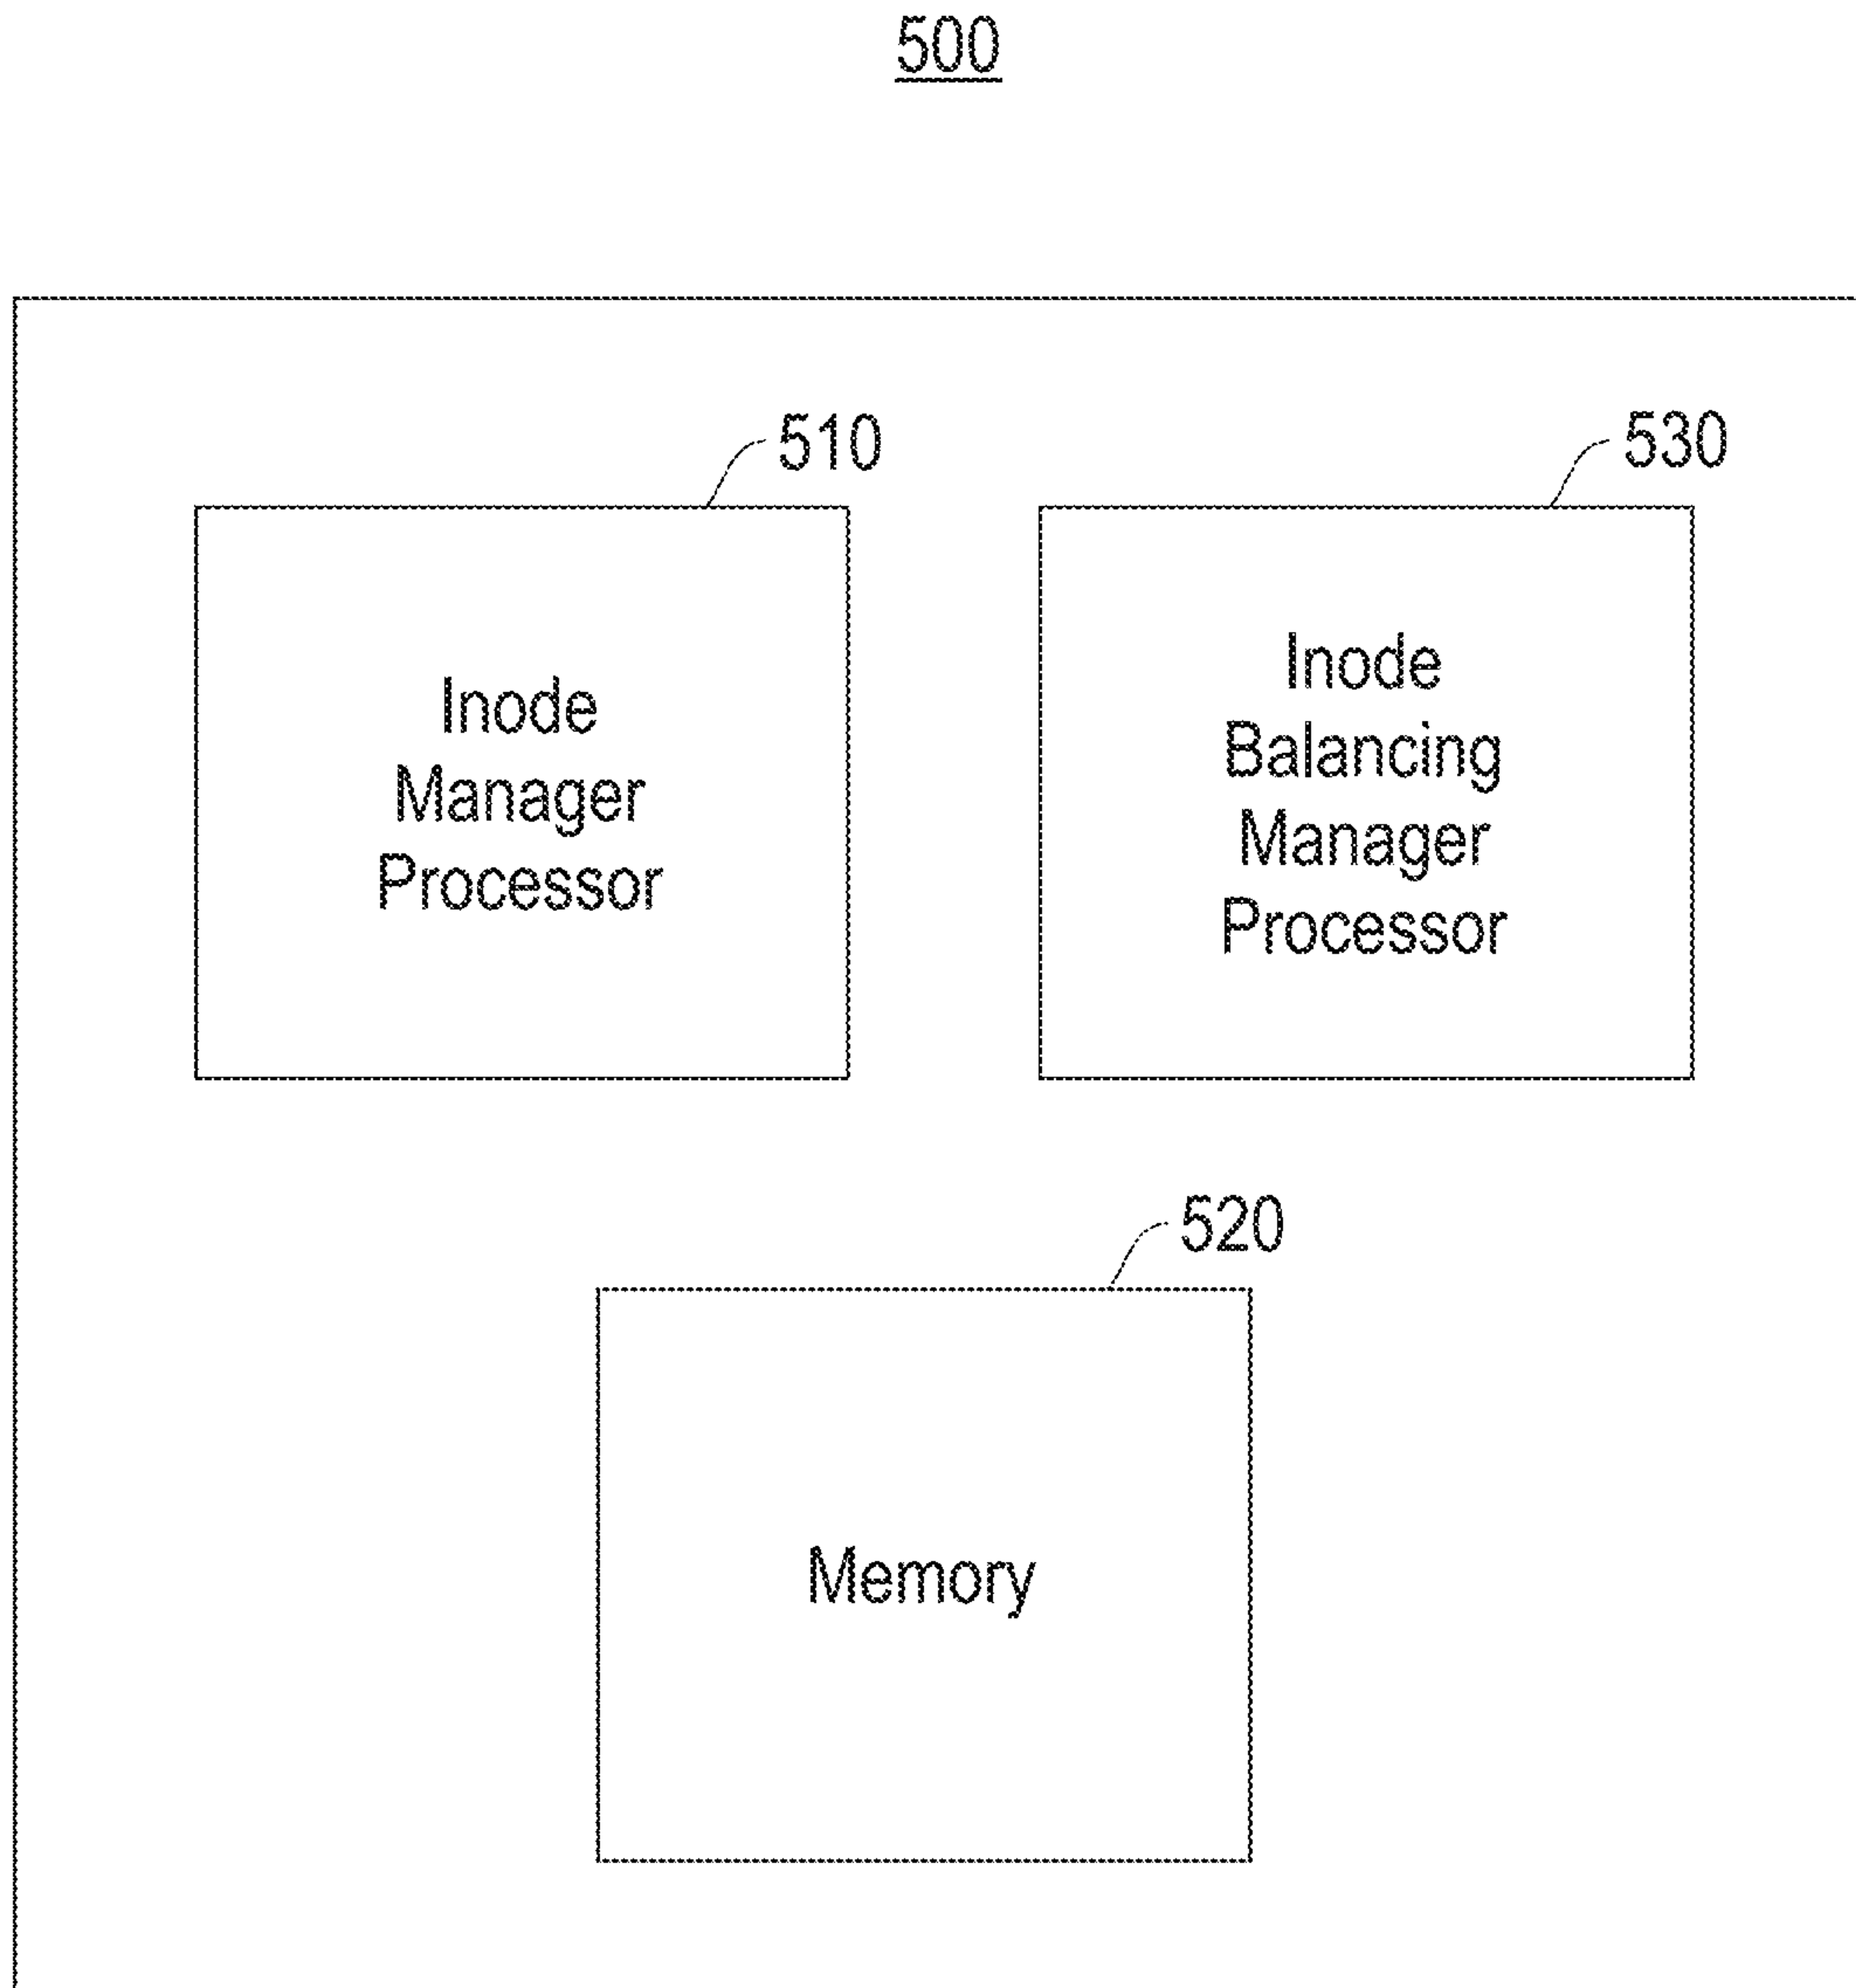 500
510
530
Inode
Manager
Processor
Inode
Balancing
Manager
Processor
520
Memory